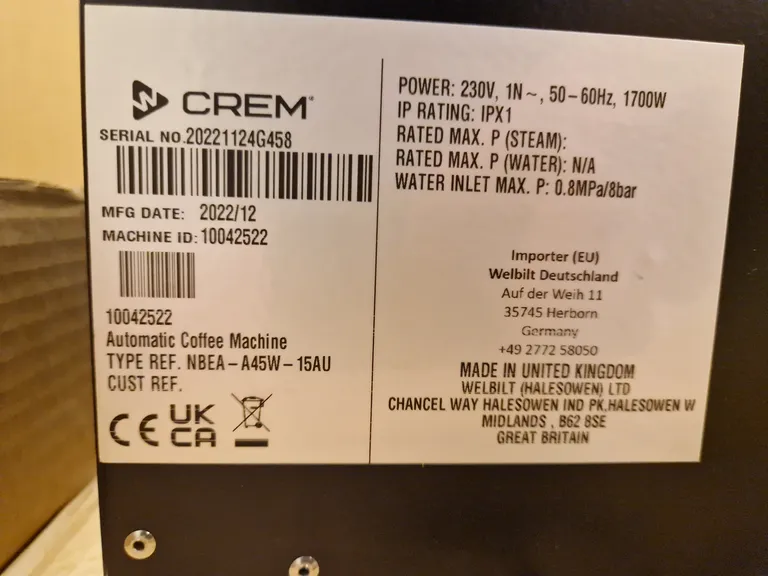 CREM
SERIAL NO.20221124G458
MFG DATE: 2022/12
MACHINE ID: 10042522
10042522
Automatic Coffee Machine
TYPE REF. NBEA-A45W-15AU
CUST REF.
CE UK CA
POWER: 230V, 1N~, 50-60Hz, 1700W
IP RATING: IPX1
RATED MAX. P (STEAM):
RATED MAX. P (WATER): N/A
WATER INLET MAX. P: 0.8MPa/8bar
Importer (EU)
Welbilt Deutschland
Auf der Weih 11
35745 Herborn
Germany
+49 2772 58050
MADE IN UNITED KINGDOM
WELBILT (HALESOWEN) LTD
CHANCEL WAY HALESOWEN IND PK.HALESOWEN W
MIDLANDS , B62 8SE
GREAT BRITAIN